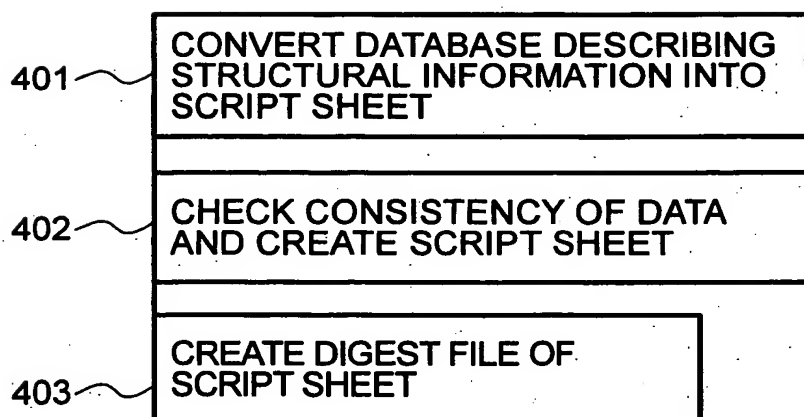 401
CONVERT DATABASE DESCRIBING
STRUCTURAL INFORMATION INTO
SCRIPT SHEET
402
CHECK CONSISTENCY OF DATA
AND CREATE SCRIPT SHEET
403
CREATE DIGEST FILE OF
SCRIPT SHEET